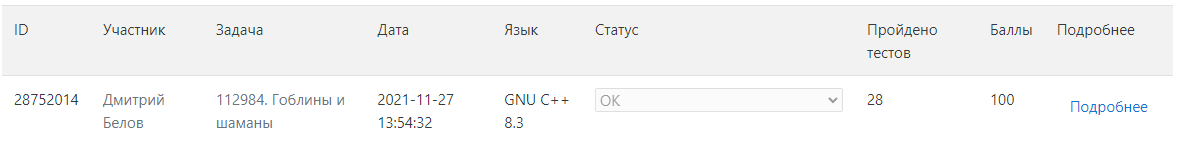 ID Участник Задача Дата Язык Статус Пройдено тестов Баллы Подробнее
28752014 Дмитрий Белов 112984. Гоблины и шаманы 2021-11-27 13:54:32 GNU C++ 8.3 OK 28 100 Подробнее